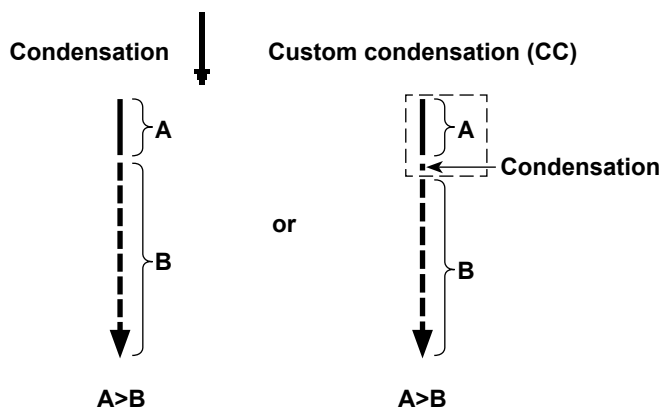 Condensation
Custom condensation (CC)
A
A
Condensation
or
B
B
A>B
A>B